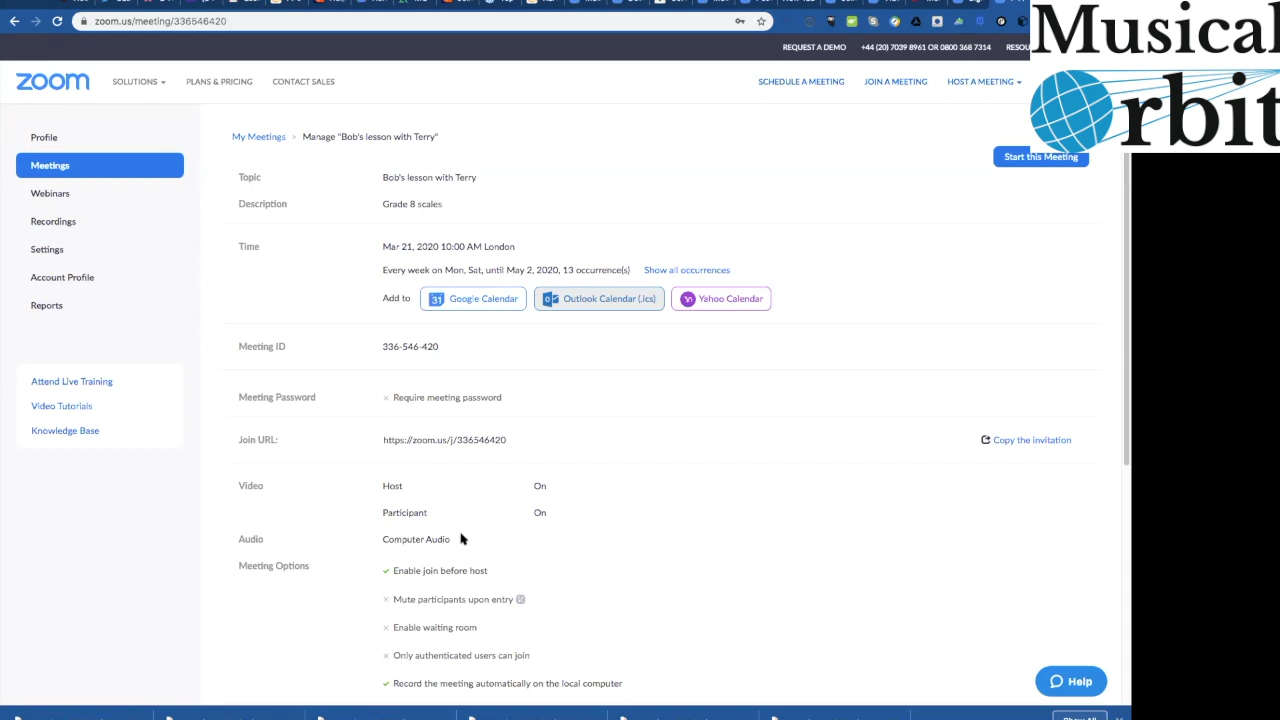 zoom.us/meeting/336546420
Musical
Orbit
REQUEST A DEMO +44 (20) 7039 8961 OR 0800 368 7314 RESOU
zoom SOLUTIONS PLANS & PRICING CONTACT SALES SCHEDULE A MEETING JOIN A MEETING HOST A MEETING
Profile
Meetings
Webinars
Recordings
Settings
Account Profile
Reports
Attend Live Training
Video Tutorials
Knowledge Base
My Meetings > Manage "Bob's lesson with Terry"
Start this Meeting
Topic Bob's lesson with Terry
Description Grade 8 scales
Time Mar 21, 2020 10:00 AM London
Every week on Mon, Sat, until May 2, 2020, 13 occurrence(s) Show all occurrences
Add to 31 Google Calendar Outlook Calendar (.ics) Yahoo Calendar
Meeting ID 336-546-420
Meeting Password × Require meeting password
Join URL: https://zoom.us/j/336546420 Copy the invitation
Video Host On
Participant On
Audio Computer Audio
Meeting Options ✓ Enable join before host
× Mute participants upon entry
× Enable waiting room
× Only authenticated users can join
✓ Record the meeting automatically on the local computer
Help
Show All